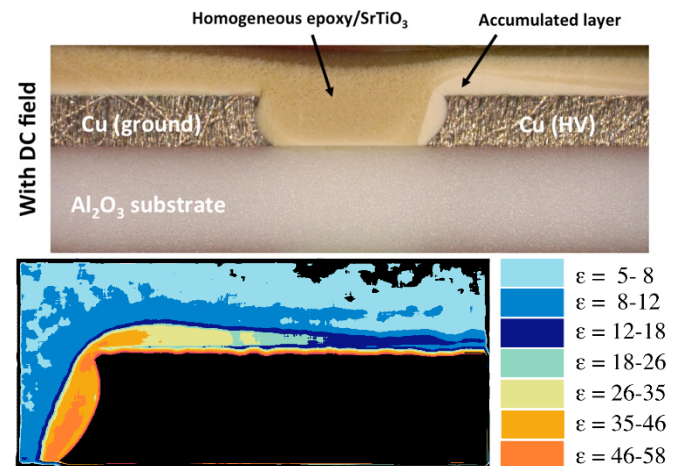 Homogeneous epoxy/SrTiO₃
Accumulated layer
With DC field
Cu (ground)
Cu (HV)
Al₂O₃ substrate
ε = 5- 8
ε = 8-12
ε = 12-18
ε = 18-26
ε = 26-35
ε = 35-46
ε = 46-58